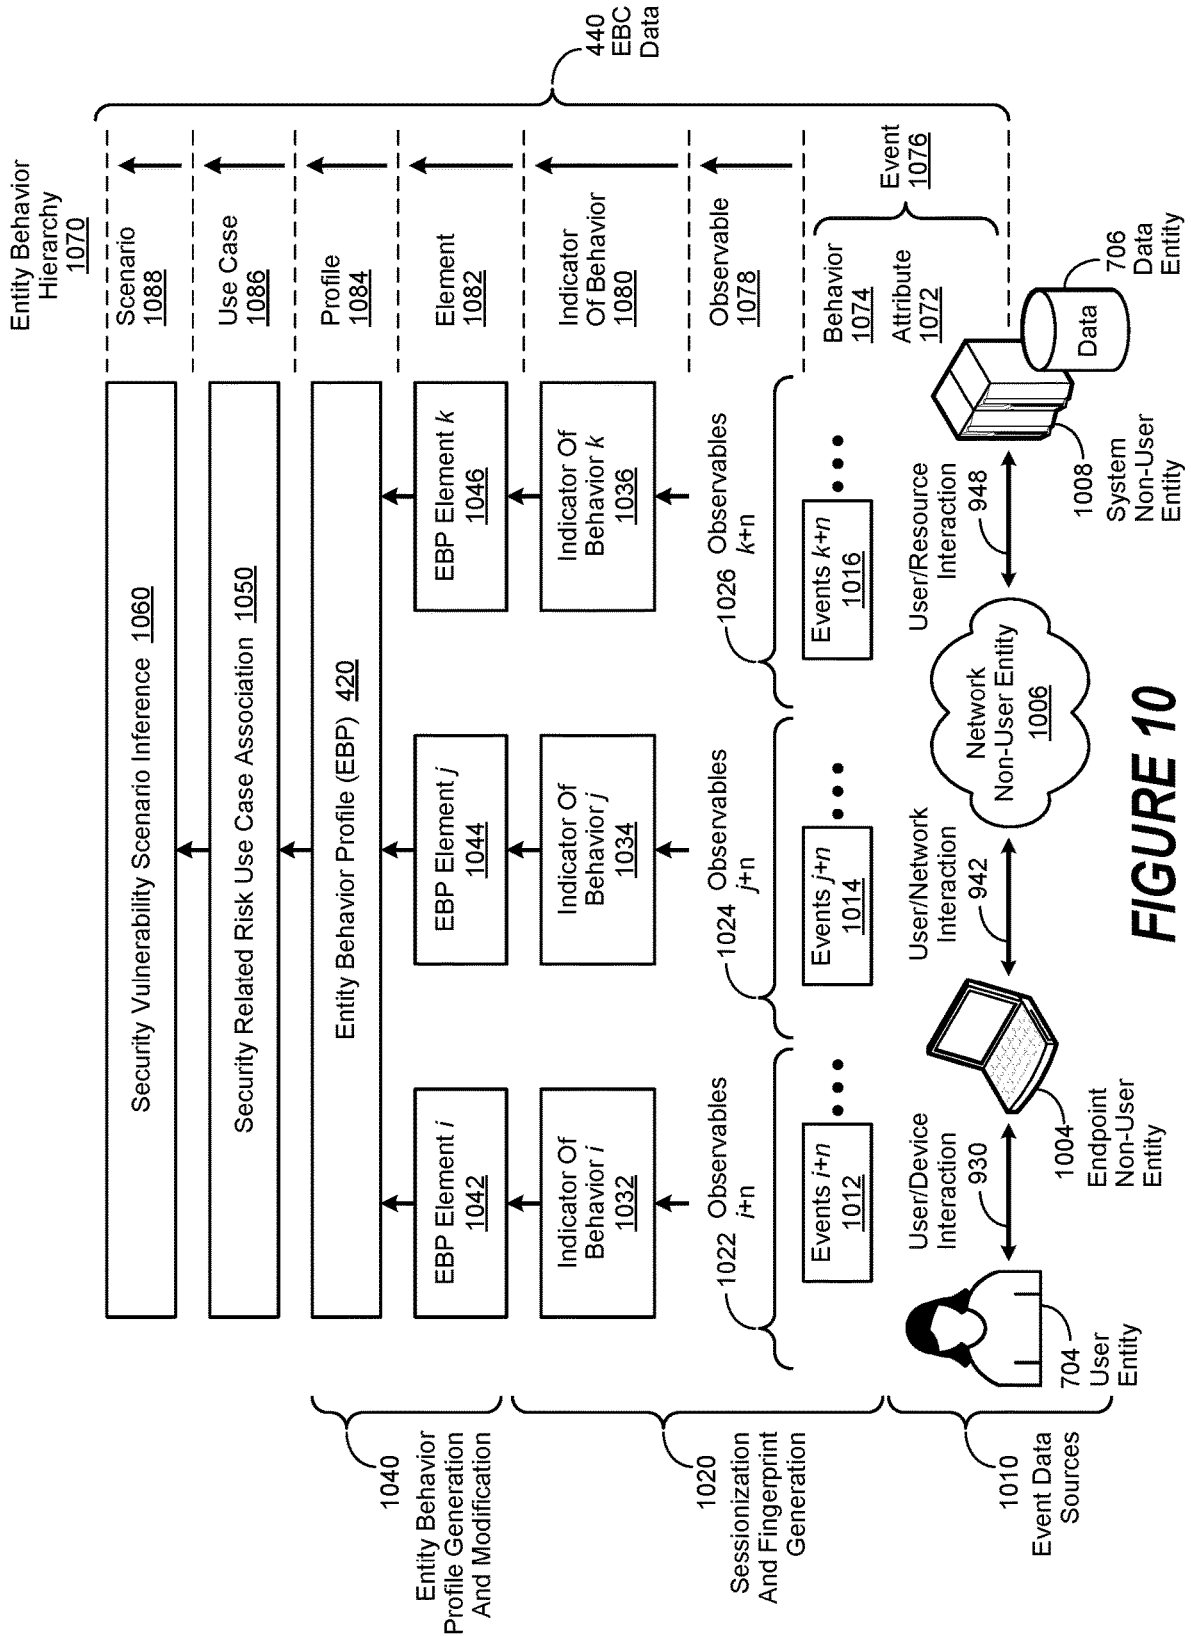 Entity Behavior
Hierarchy
1070
Security Vulnerability Scenario Inference 1060
Scenario
1088
Security Related Risk Use Case Association 1050
Use Case
1086
Entity Behavior Profile (EBP) 420
Profile
1084
440
EBC
Data
1040
Entity Behavior
Profile Generation
And Modification
EBP Element i
1042
EBP Element j
1044
EBP Element k
1046
Element
1082
Indicator Of
Behavior i
1032
Indicator Of
Behavior j
1034
Indicator Of
Behavior k
1036
Indicator
Of Behavior
1080
1020
Sessionization
And Fingerprint
Generation
1022
Observables
i+n
1024
Observables
j+n
1026
Observables
k+n
Observable
1078
Events i+n
1012
Events j+n
1014
Events k+n
1016
Behavior
1074
Attribute
1072
Event
1076
1010
Event Data
Sources
704
User
Entity
User/Device
Interaction
930
1004
Endpoint
Non-User
Entity
User/Network
Interaction
942
Network
Non-User Entity
1006
User/Resource
Interaction
948
1008
System
Non-User
Entity
Data
706
Data
Entity
FIGURE 10